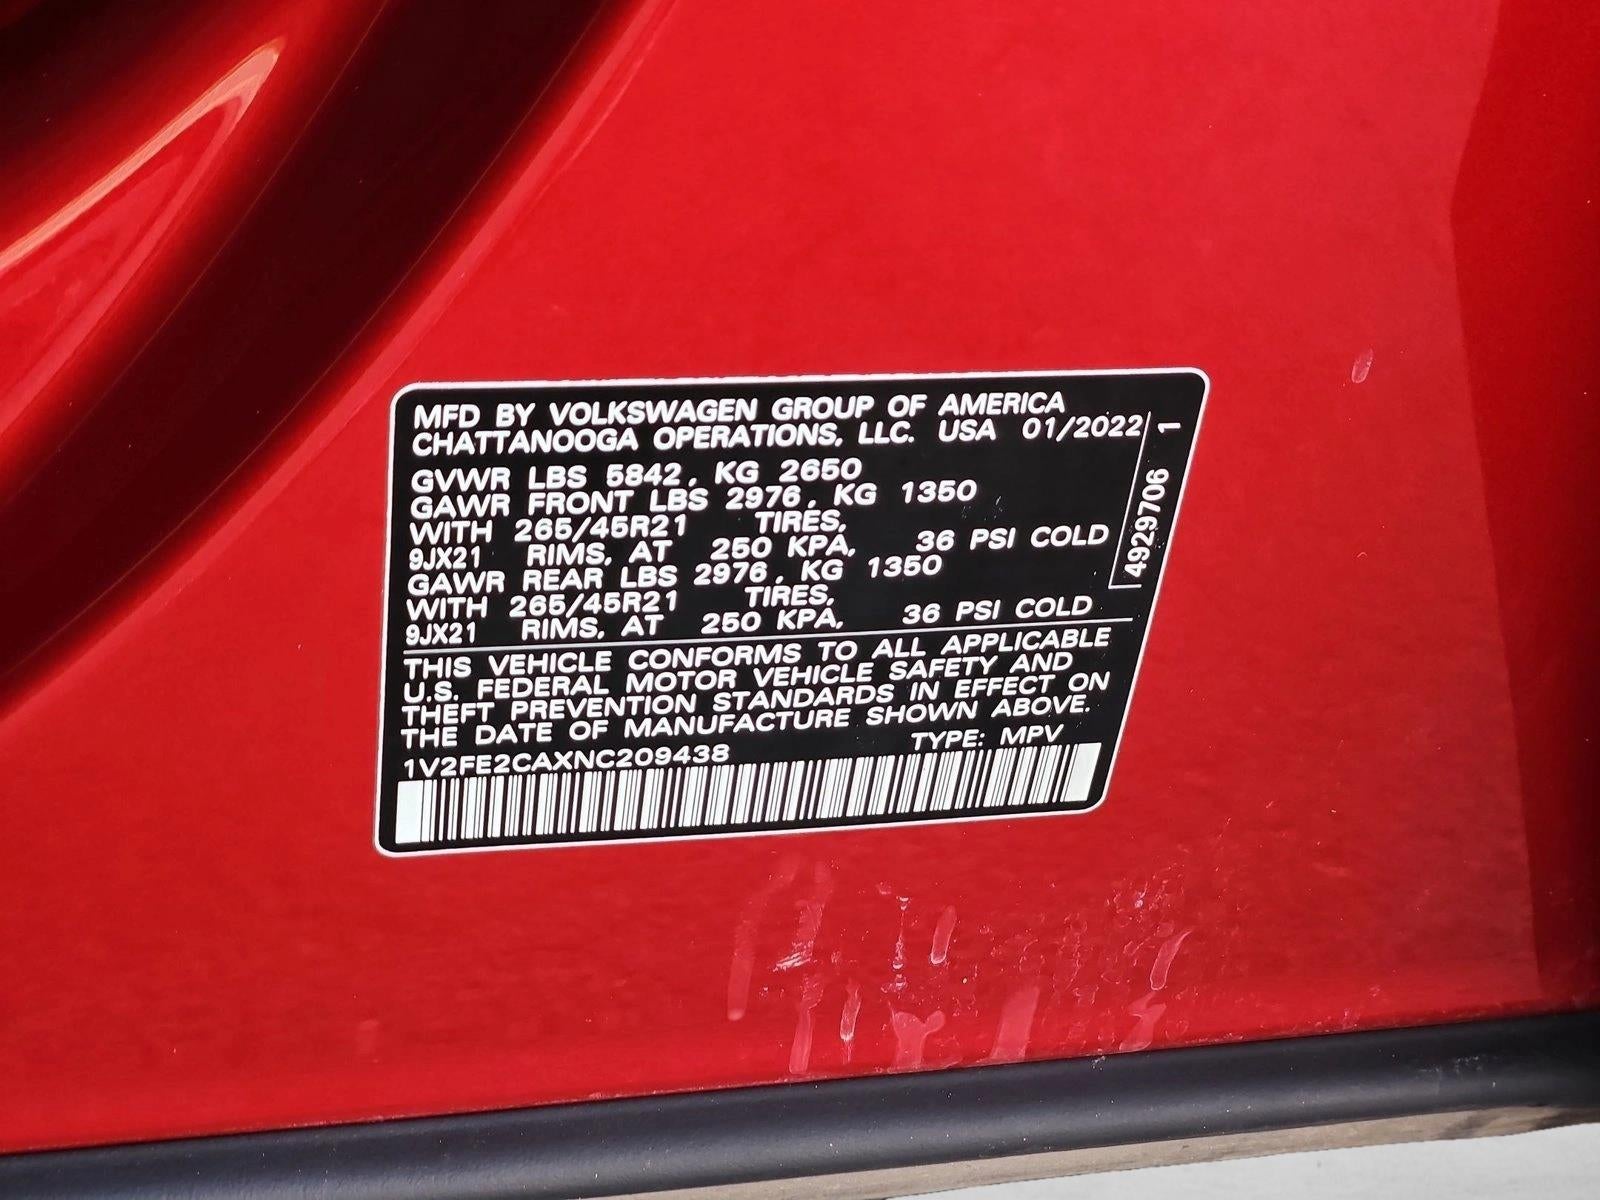 MFD BY VOLKSWAGEN GROUP OF AMERICA
CHATTANOOGA OPERATIONS, LLC. USA 01/2022
GVWR LBS 5842, KG 2650
GAWR FRONT LBS 2976, KG 1350
WITH 265/45R21 TIRES,
9JX21 RIMS, AT 250 KPA, 36 PSI COLD
GAWR REAR LBS 2976, KG 1350
WITH 265/45R21 TIRES,
9JX21 RIMS, AT 250 KPA, 36 PSI COLD
THIS VEHICLE CONFORMS TO ALL APPLICABLE
U.S. FEDERAL MOTOR VEHICLE SAFETY AND
THEFT PREVENTION STANDARDS IN EFFECT ON
THE DATE OF MANUFACTURE SHOWN ABOVE.
1V2FE2CAXNC209438 TYPE: MPV
4929706 1